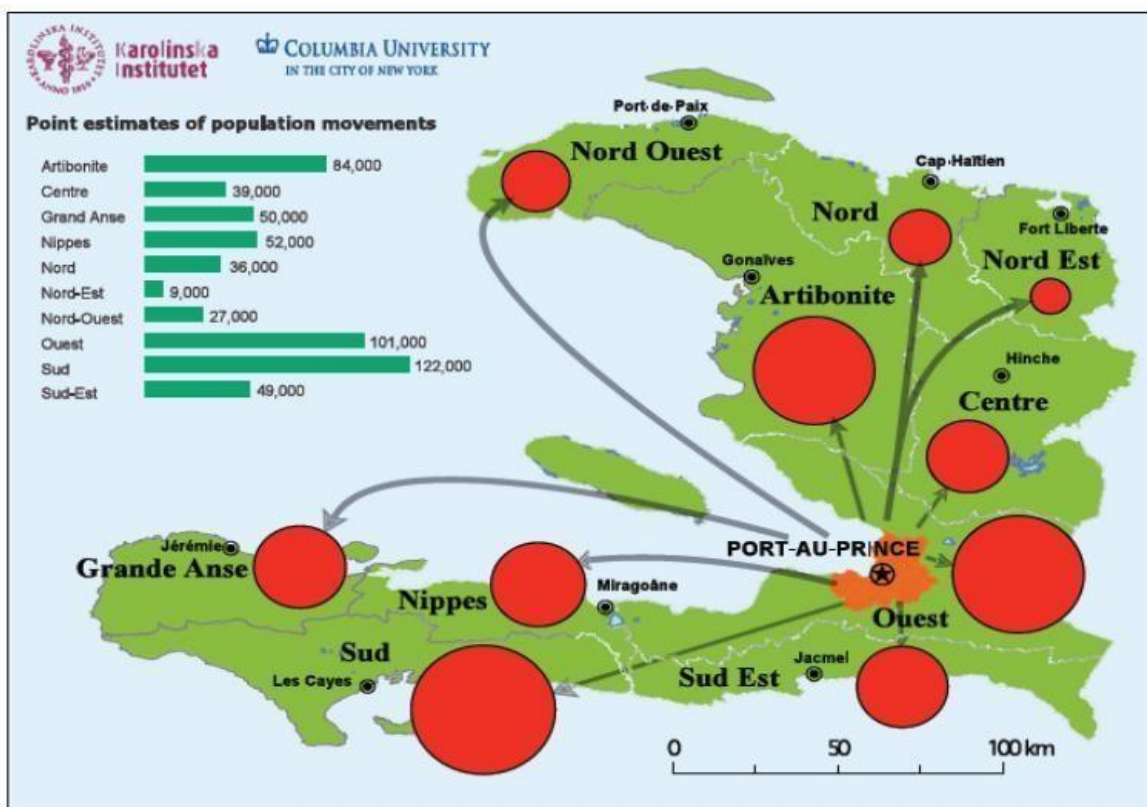 Karolinska
Institutet
COLUMBIA UNIVERSITY
IN THE CITY OF NEW YORK
Point estimates of population movements
Artibonite 84,000
Centre 39,000
Grand Anse 50,000
Nippes 52,000
Nord 36,000
Nord-Est 9,000
Nord-Ouest 27,000
Ouest 101,000
Sud 122,000
Sud-Est 49,000
Port-de-Paix
Nord Ouest
Cap-Haïtien
Nord
Fort Liberte
Nord Est
Gonaïves
Artibonite
Hinche
Centre
PORT-AU-PRINCE
Jérémie
Grande Anse
Nippes
Miragoâne
Ouest
Sud
Les Cayes
Sud Est
Jacmel
0 50 100 km